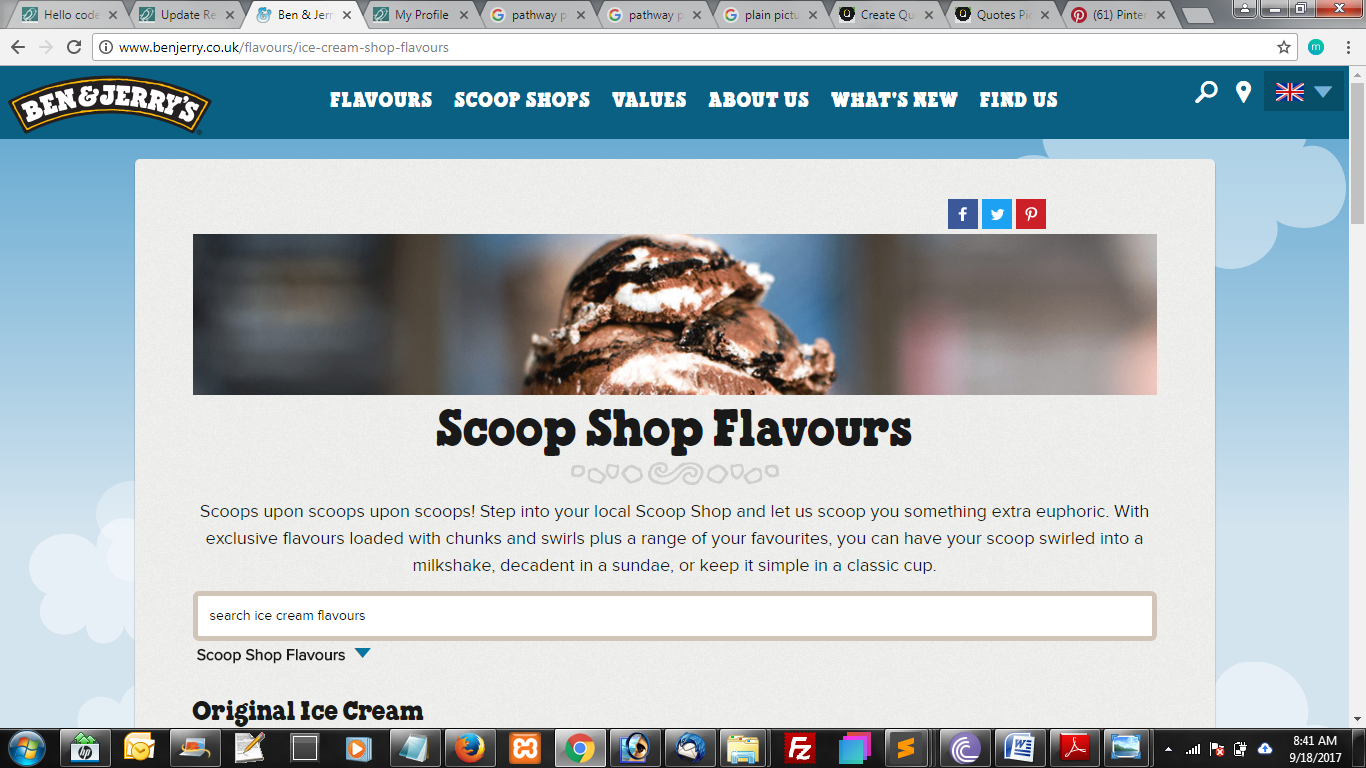 Hello code
Update Re
Ben & Jerr
My Profile
pathway p
pathway p
plain pictu
Create Qu
Quotes Pi
(61) Pinter
www.benjerry.co.uk/flavours/ice-cream-shop-flavours
m
BEN & JERRY'S
FLAVOURS SCOOP SHOPS VALUES ABOUT US WHAT'S NEW FIND US
Scoop Shop Flavours
Scoops upon scoops upon scoops! Step into your local Scoop Shop and let us scoop you something extra euphoric. With
exclusive flavours loaded with chunks and swirls plus a range of your favourites, you can have your scoop swirled into a
milkshake, decadent in a sundae, or keep it simple in a classic cup.
search ice cream flavours
Scoop Shop Flavours
Original Ice Cream
8:41 AM
9/18/2017